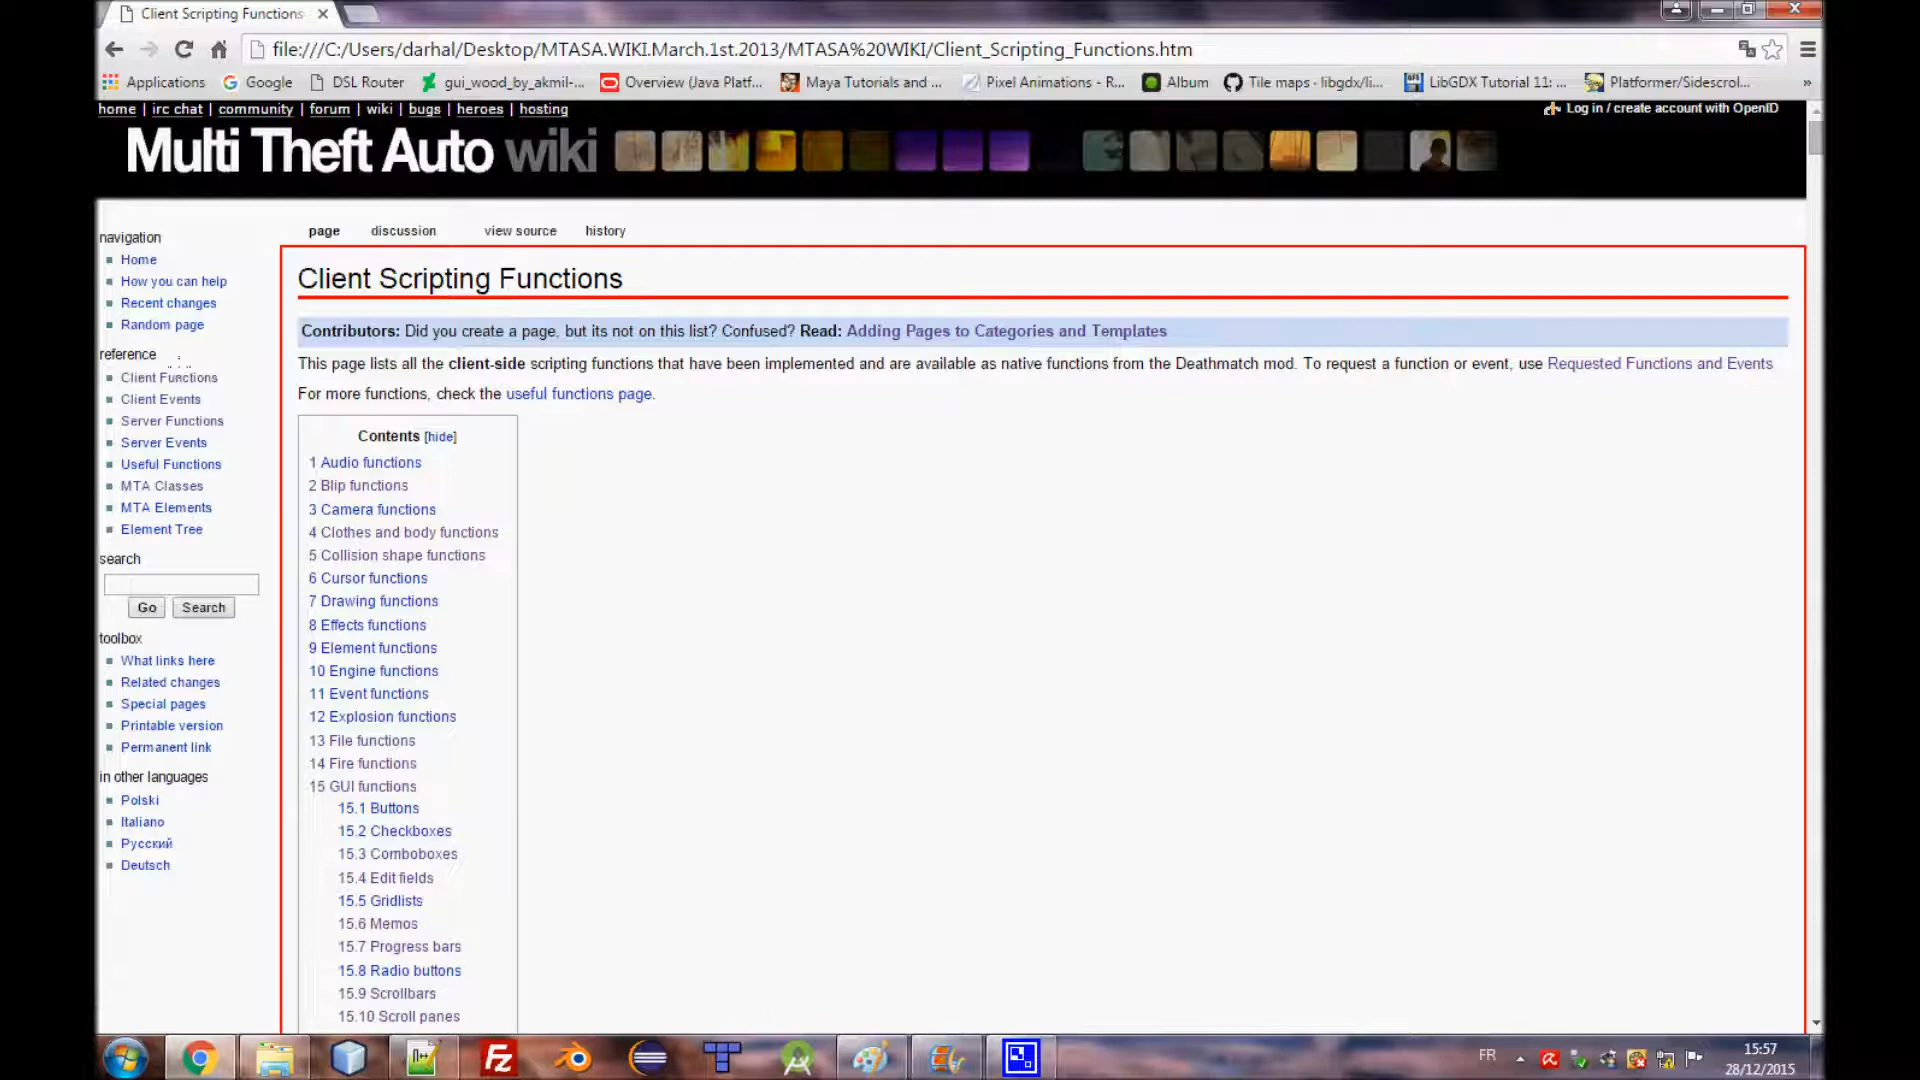 Client Scripting Functions
file:///C:/Users/darhal/Desktop/MTASA.WIKI.March.1st.2013/MTASA%20WIKI/Client_Scripting_Functions.htm
Applications Google DSL Router gui_wood_by_akmil-... Overview (Java Platf... Maya Tutorials and ... Pixel Animations - R... Album Tile maps · libgdx/li... LibGDX Tutorial 11: ... Platformer/Sidescrol... »
home | irc chat | community | forum | wiki | bugs | heroes | hosting
Log in / create account with OpenID
Multi Theft Auto wiki
page discussion view source history
navigation
Home
How you can help
Recent changes
Random page
reference
Client Functions
Client Events
Server Functions
Server Events
Useful Functions
MTA Classes
MTA Elements
Element Tree
search
Go Search
toolbox
What links here
Related changes
Special pages
Printable version
Permanent link
in other languages
Polski
Italiano
Русский
Deutsch
Client Scripting Functions
Contributors: Did you create a page, but its not on this list? Confused? Read: Adding Pages to Categories and Templates
This page lists all the client-side scripting functions that have been implemented and are available as native functions from the Deathmatch mod. To request a function or event, use Requested Functions and Events
For more functions, check the useful functions page.
Contents [hide]
1 Audio functions
2 Blip functions
3 Camera functions
4 Clothes and body functions
5 Collision shape functions
6 Cursor functions
7 Drawing functions
8 Effects functions
9 Element functions
10 Engine functions
11 Event functions
12 Explosion functions
13 File functions
14 Fire functions
15 GUI functions
15.1 Buttons
15.2 Checkboxes
15.3 Comboboxes
15.4 Edit fields
15.5 Gridlists
15.6 Memos
15.7 Progress bars
15.8 Radio buttons
15.9 Scrollbars
15.10 Scroll panes
FR
15:57
28/12/2015